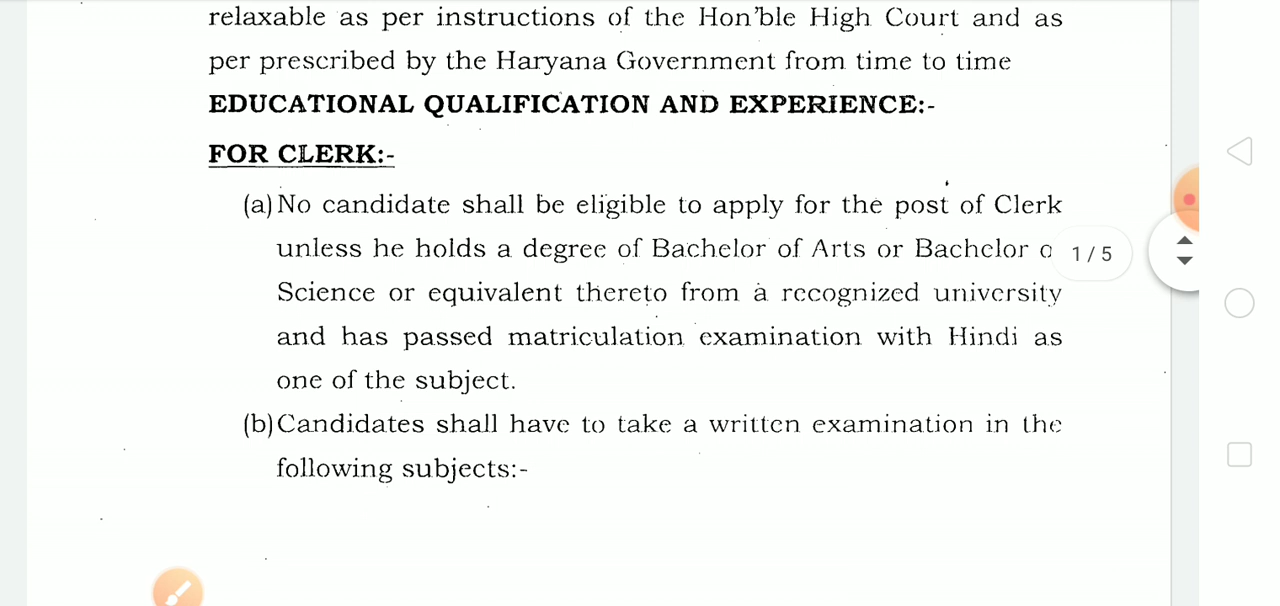 relaxable as per instructions of the Hon'ble High Court and as
per prescribed by the Haryana Government from time to time
EDUCATIONAL QUALIFICATION AND EXPERIENCE:-
FOR CLERK:-
(a) No candidate shall be eligible to apply for the post of Clerk
unless he holds a degree of Bachelor of Arts or Bachelor o
1 / 5
Science or equivalent thereto from a recognized university
and has passed matriculation examination with Hindi as
one of the subject.
(b) Candidates shall have to take a written examination in the
following subjects:-